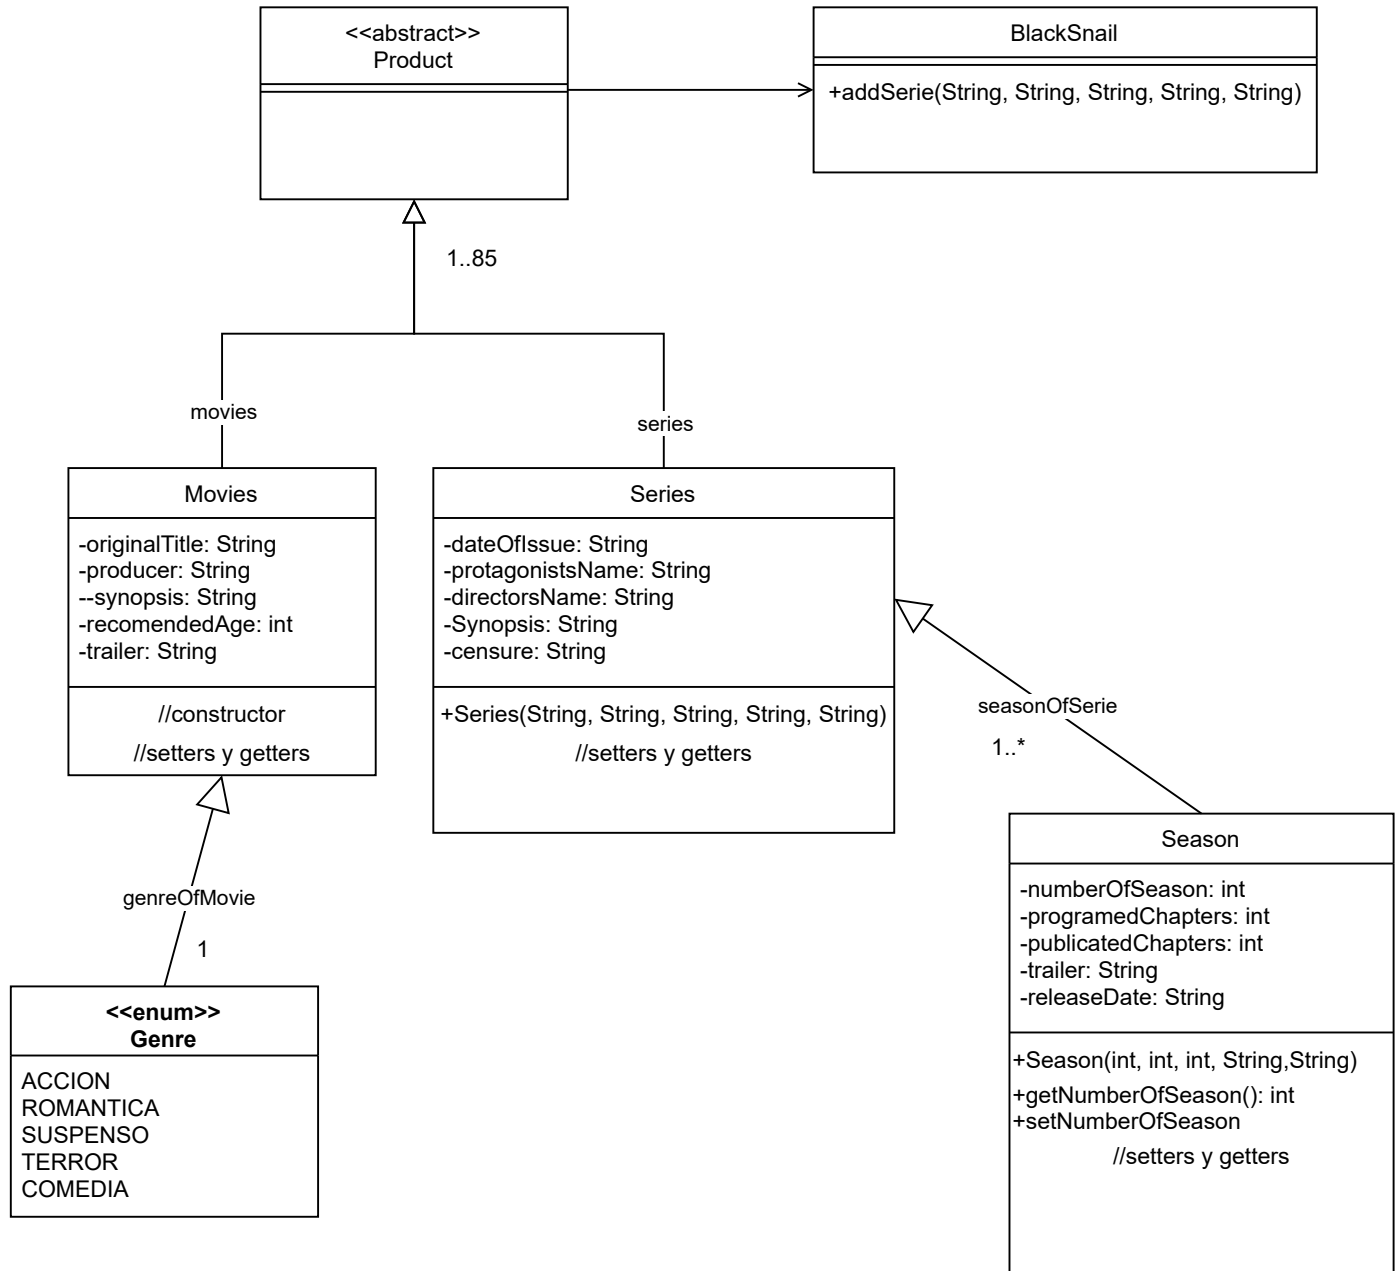 <<abstract>>
Product
BlackSnail
+addSerie(String, String, String, String, String)
1..85
movies
series
Movies
-originalTitle: String
-producer: String
--synopsis: String
-recomendedAge: int
-trailer: String
//constructor
//setters y getters
Series
-dateOfIssue: String
-protagonistsName: String
-directorsName: String
-Synopsis: String
-censure: String
+Series(String, String, String, String, String)
//setters y getters
seasonOfSerie
1..*
genreOfMovie
1
<<enum>>
Genre
ACCION
ROMANTICA
SUSPENSO
TERROR
COMEDIA
Season
-numberOfSeason: int
-programedChapters: int
-publicatedChapters: int
-trailer: String
-releaseDate: String
+Season(int, int, int, String,String)
+getNumberOfSeason(): int
+setNumberOfSeason
//setters y getters